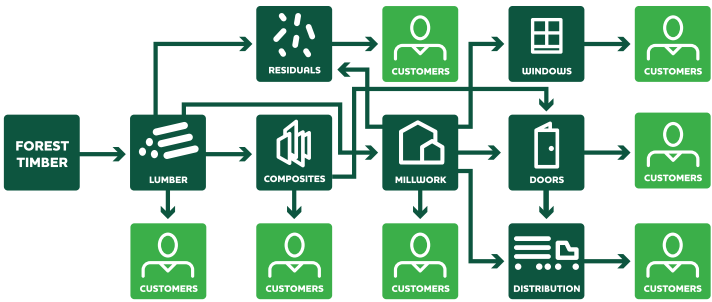 RESIDUALS
CUSTOMERS
WINDOWS
CUSTOMERS
FOREST
TIMBER
LUMBER
COMPOSITES
MILLWORK
DOORS
CUSTOMERS
CUSTOMERS
CUSTOMERS
CUSTOMERS
DISTRIBUTION
CUSTOMERS